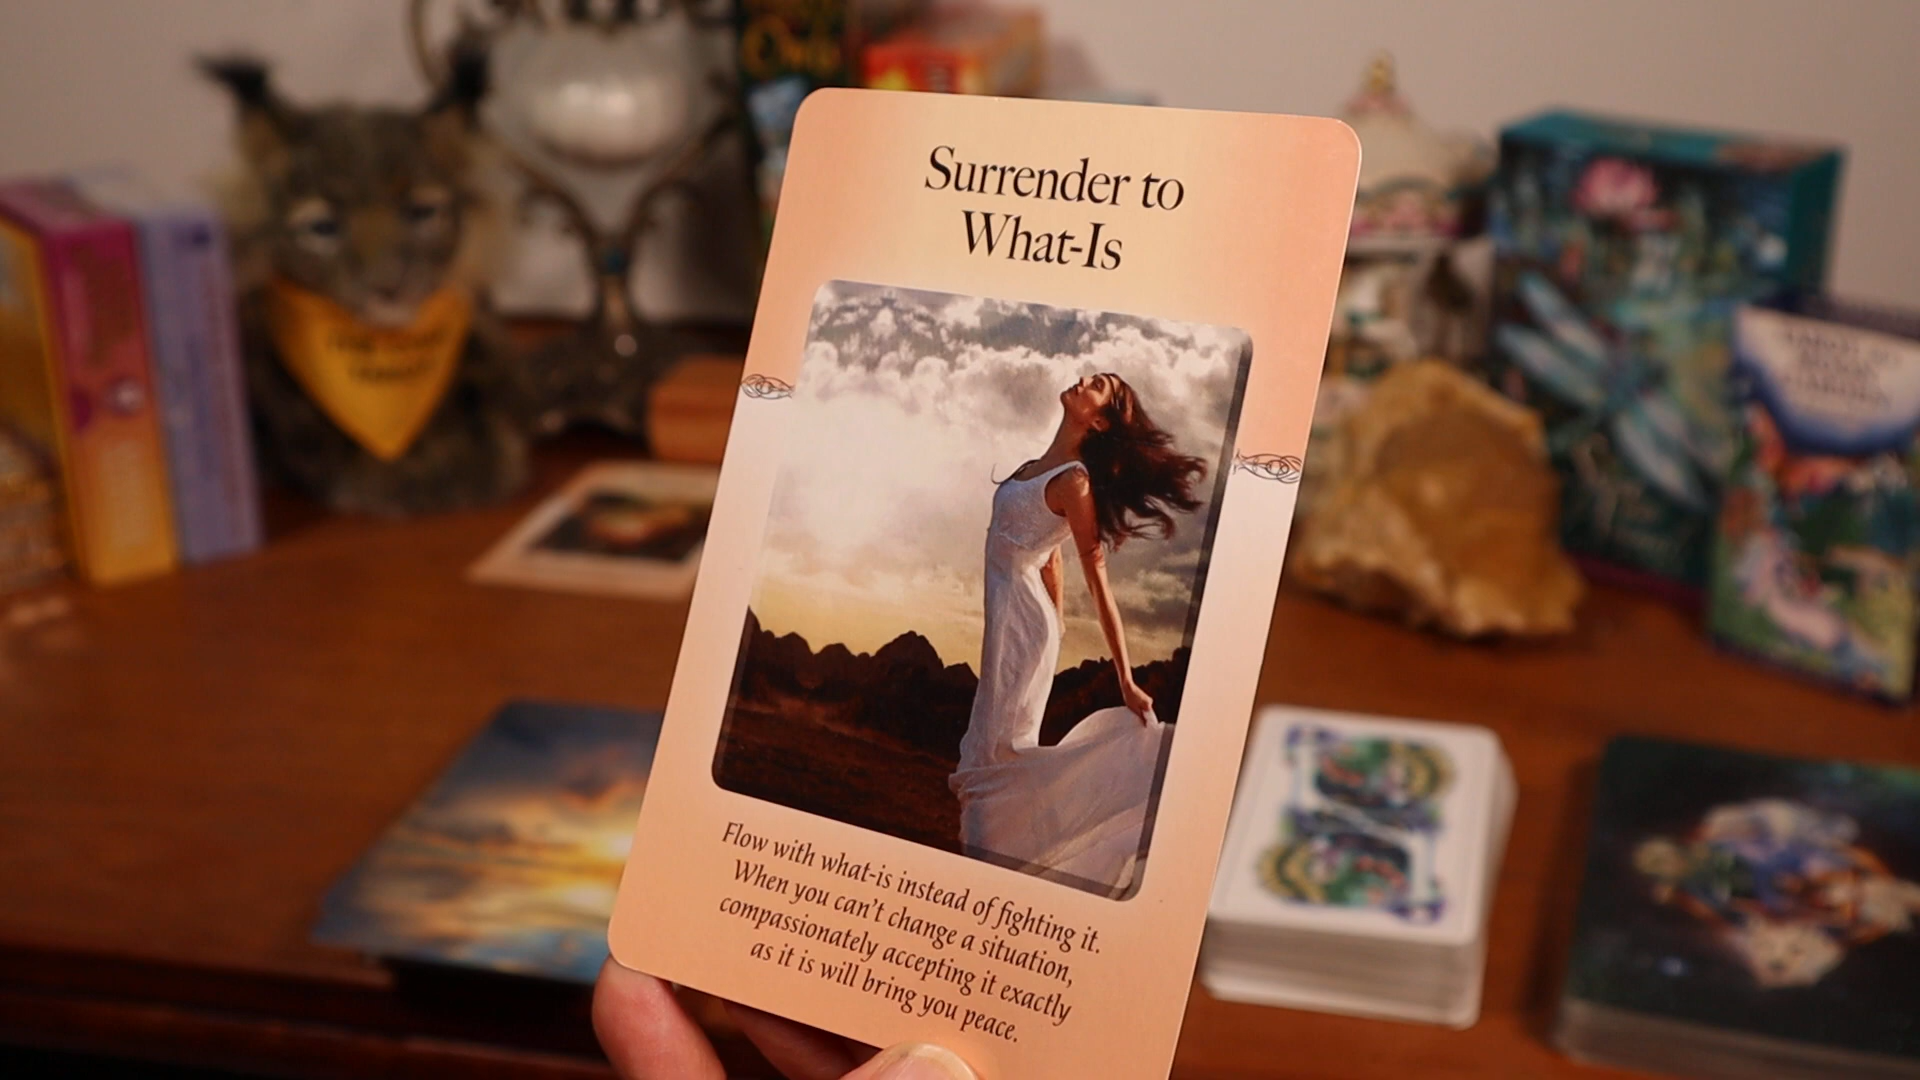 Surrender to
What-Is
Flow with what-is instead of fighting it.
When you can't change a situation,
compassionately accepting it exactly
as it is will bring you peace.